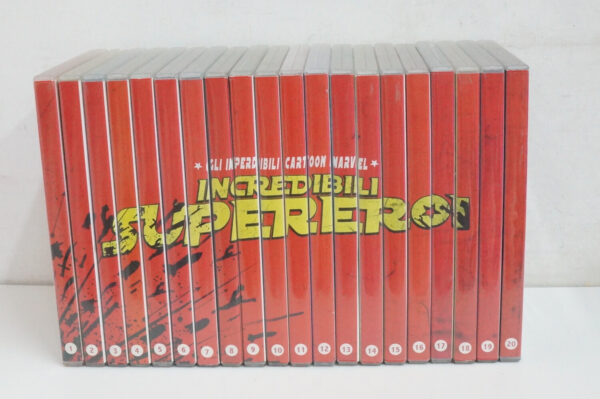 ★ GLI IMPERDIBILI CARTOON MARVEL ★
INCREDIBILI
SUPEREROI
1 2 3 4 5 6 7 8 9 10 11 12 13 14 15 16 17 18 19 20